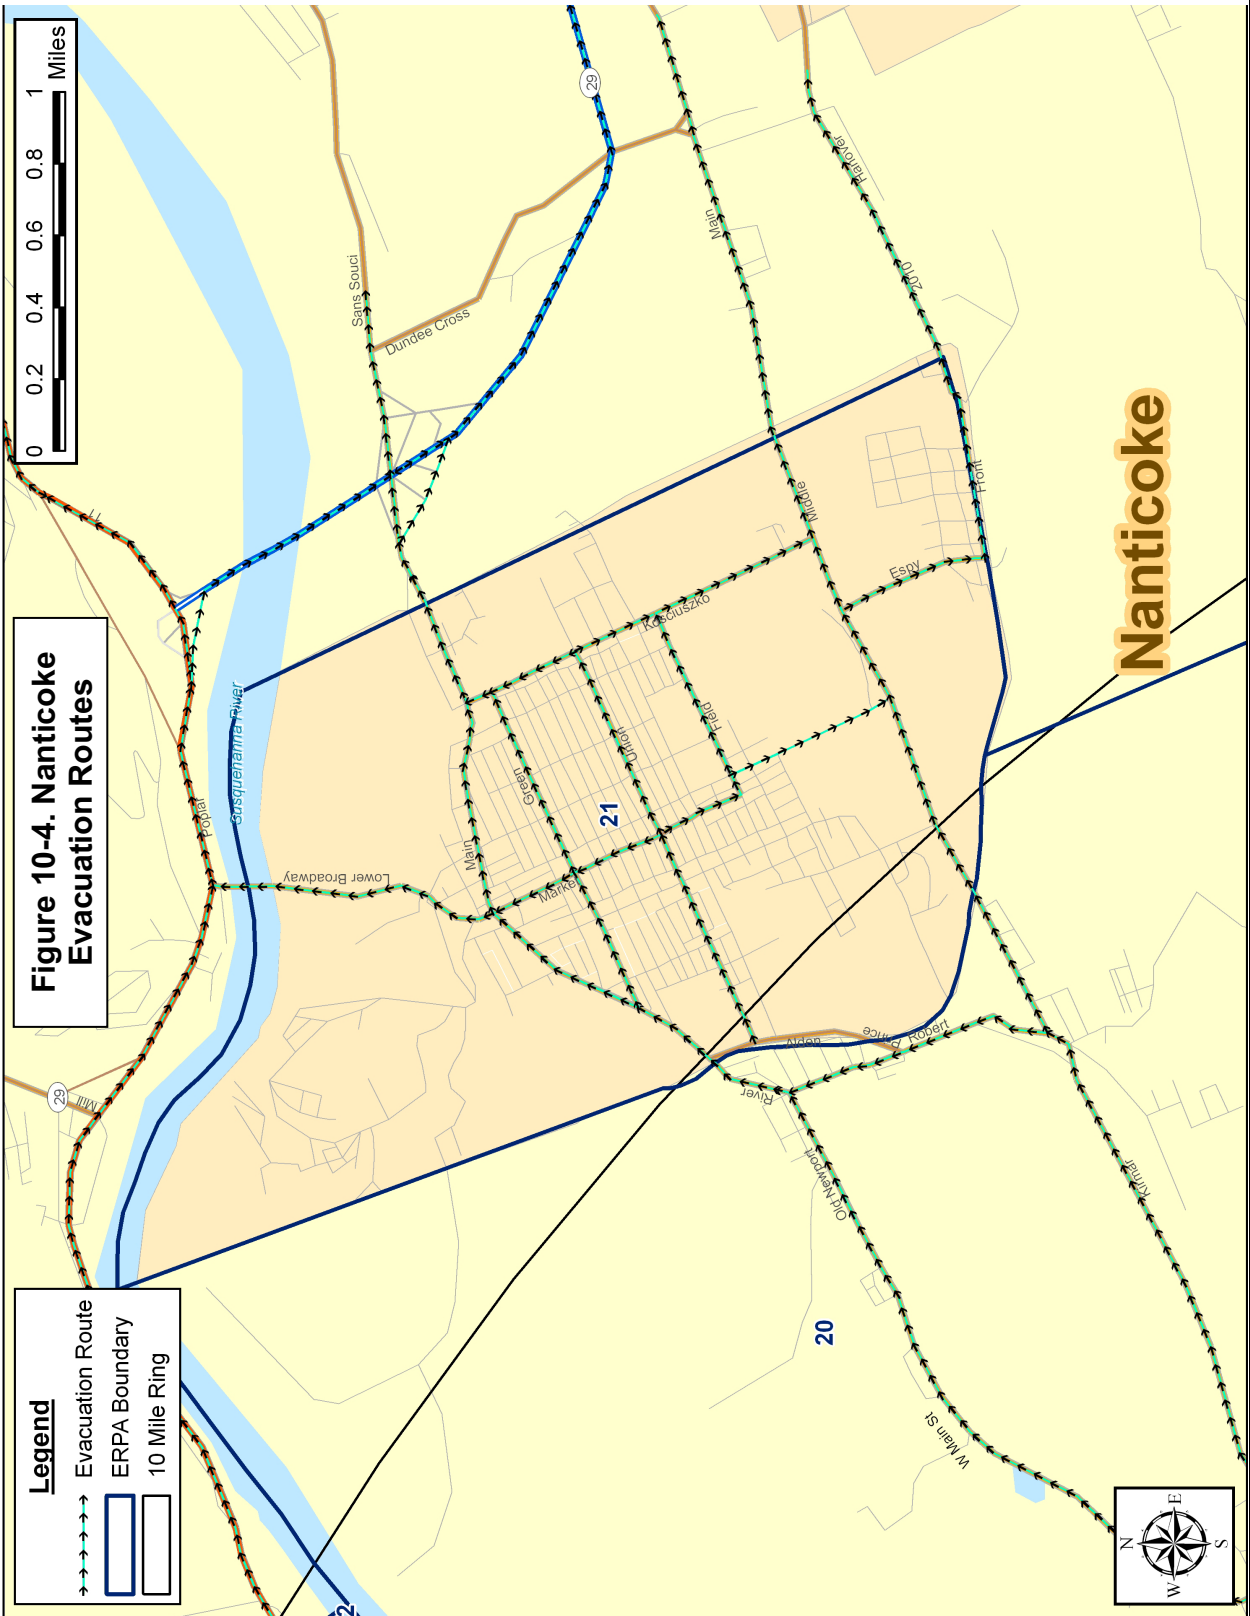 Figure 10-4. Nanticoke
Evacuation Routes
0 0.2 0.4 0.6 0.8 1 Miles
Legend
Evacuation Route
ERPA Boundary
10 Mile Ring
N
W E
S
Nanticoke
21
20
2
29
29
11
Mill
Poplar
Susquehanna River
Lower Broadway
Main
Green
Union
Field
Market
Kosciuszko
Middle
Espy
Front
2010
Hanover
Main
Sans Souci
Dundee Cross
Alden
Prince
Robert
River
Old Newport
W Main St
Kirmar